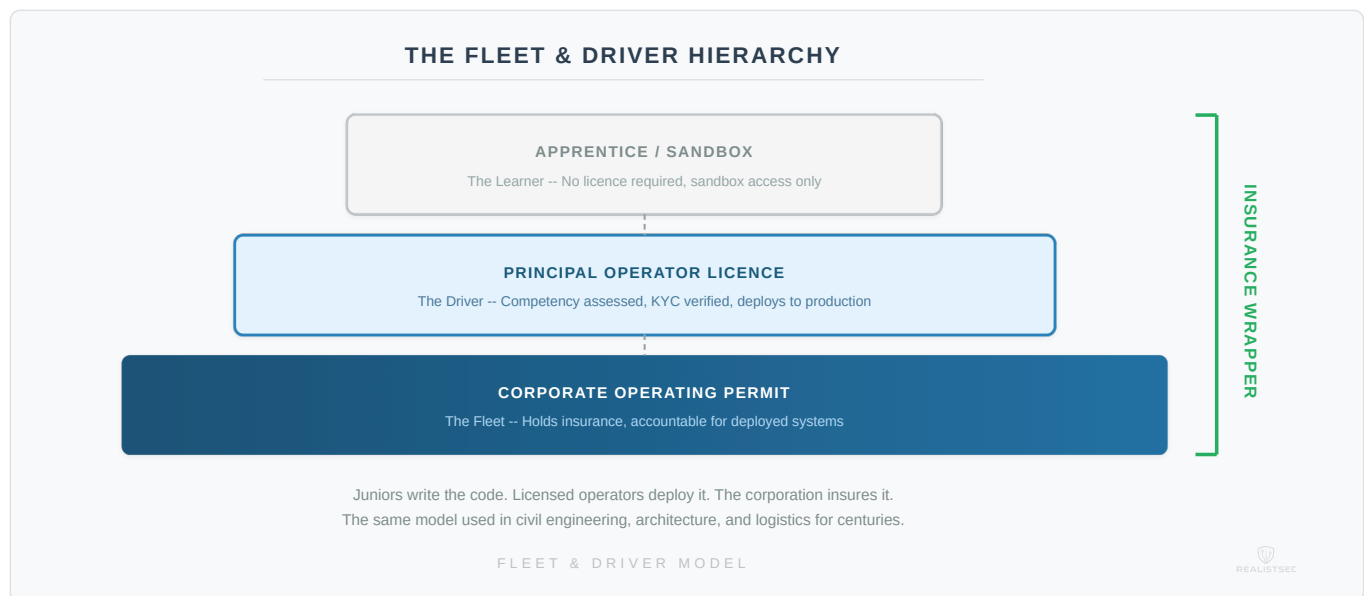 THE FLEET & DRIVER HIERARCHY
APPRENTICE / SANDBOX
The Learner -- No licence required, sandbox access only
PRINCIPAL OPERATOR LICENCE
The Driver -- Competency assessed, KYC verified, deploys to production
CORPORATE OPERATING PERMIT
The Fleet -- Holds insurance, accountable for deployed systems
INSURANCE WRAPPER
Juniors write the code. Licensed operators deploy it. The corporation insures it.
The same model used in civil engineering, architecture, and logistics for centuries.
FLEET & DRIVER MODEL
REALISTSEC